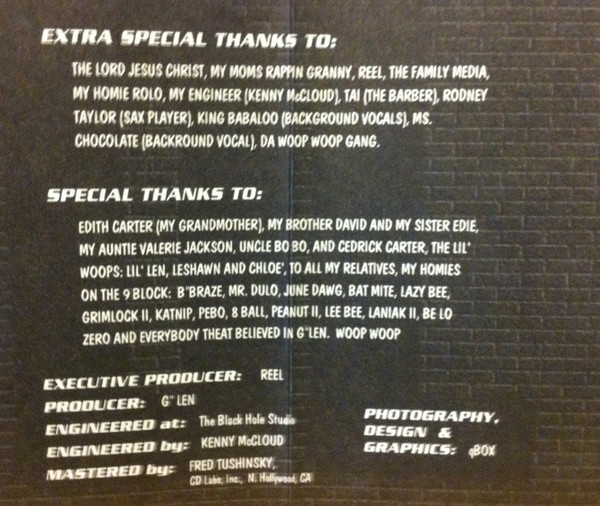 EXTRA SPECIAL THANKS TO:
THE LORD JESUS CHRIST, MY MOMS RAPPIN GRANNY, REEL, THE FAMILY MEDIA,
MY HOMIE ROLO, MY ENGINEER (KENNY McCLOUD), TAI (THE BARBER), RODNEY
TAYLOR (SAX PLAYER), KING BABALOO (BACKGROUND VOCALS), MS.
CHOCOLATE (BACKROUND VOCAL), DA WOOP WOOP GANG.
SPECIAL THANKS TO:
EDITH CARTER (MY GRANDMOTHER), MY BROTHER DAVID AND MY SISTER EDIE,
MY AUNTIE VALERIE JACKSON, UNCLE BO BO, AND CEDRICK CARTER, THE LIL'
WOOPS: LIL' LEN, LESHAWN AND CHLOE', TO ALL MY RELATIVES, MY HOMIES
ON THE 9 BLOCK: B"BRAZE, MR. DULO, JUNE DAWG, BAT MITE, LAZY BEE,
GRIMLOCK II, KATNIP, PEBO, 8 BALL, PEANUT II, LEE BEE, LANIAK II, BE LO
ZERO AND EVERYBODY THEAT BELIEVED IN G"LEN. WOOP WOOP
EXECUTIVE PRODUCER: REEL
PRODUCER: G" LEN
ENGINEERED at: The Black Hole Studio
ENGINEERED by: KENNY McCLOUD
MASTERED by: FRED TUSHINSKY,
CD Labs, Inc., N. Hollywood, CA
PHOTOGRAPHY,
DESIGN &
GRAPHICS: qBOX